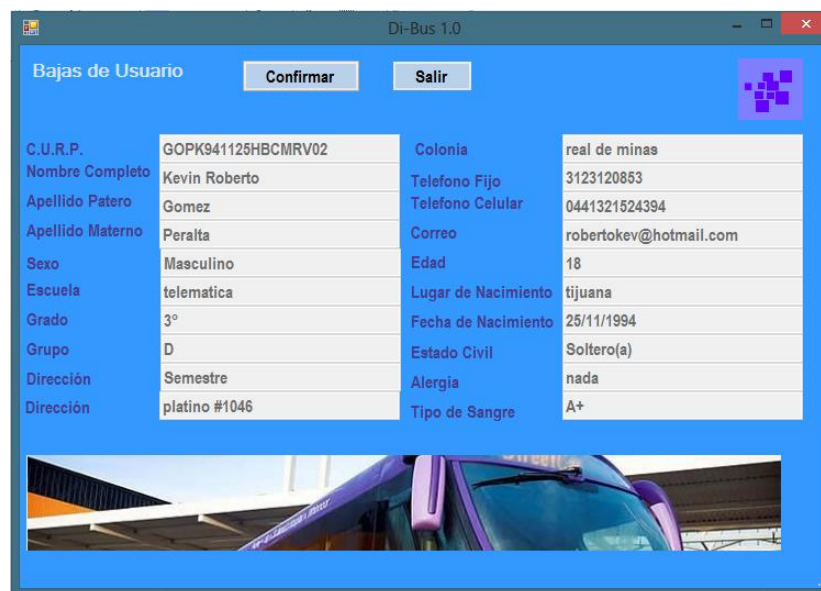 Di-Bus 1.0
Bajas de Usuario
Confirmar
Salir
C.U.R.P. GOPK941125HBCMRV02
Nombre Completo Kevin Roberto
Apellido Patero Gomez
Apellido Materno Peralta
Sexo Masculino
Escuela telematica
Grado 3°
Grupo D
Dirección Semestre
Dirección platino #1046
Colonia real de minas
Telefono Fijo 3123120853
Telefono Celular 0441321524394
Correo robertokev@hotmail.com
Edad 18
Lugar de Nacimiento tijuana
Fecha de Nacimiento 25/11/1994
Estado Civil Soltero(a)
Alergia nada
Tipo de Sangre A+